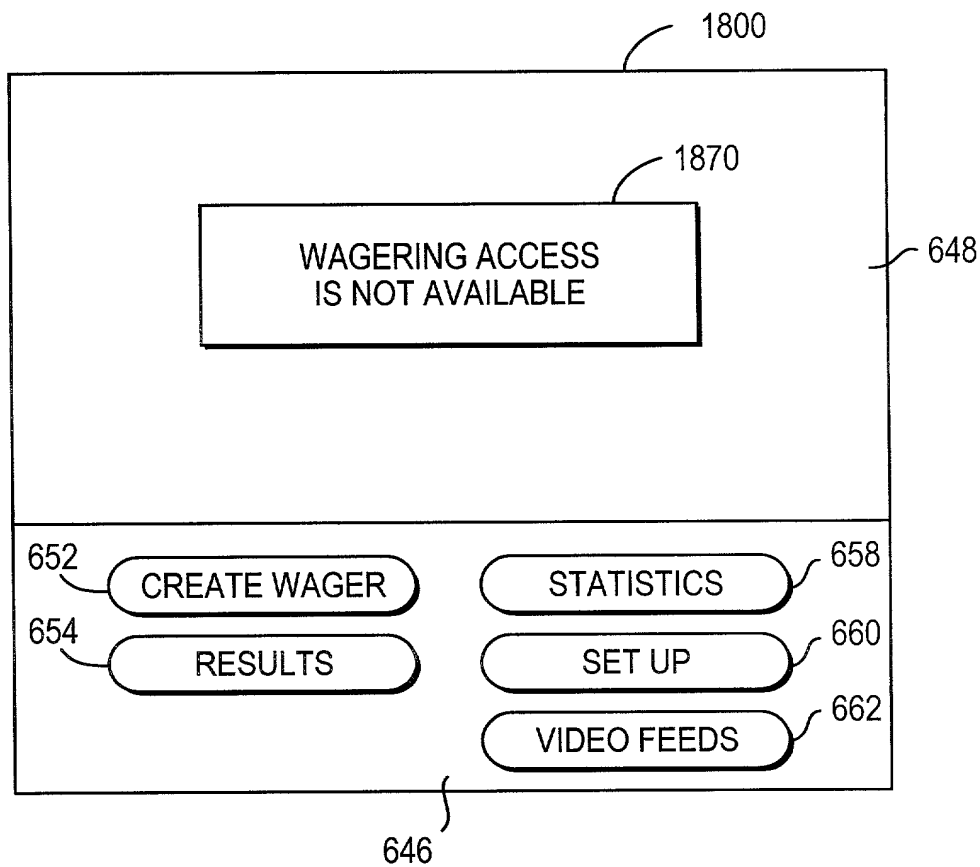 1800
1870
WAGERING ACCESS
IS NOT AVAILABLE
648
652
CREATE WAGER
STATISTICS
658
654
RESULTS
SET UP
660
VIDEO FEEDS
662
646